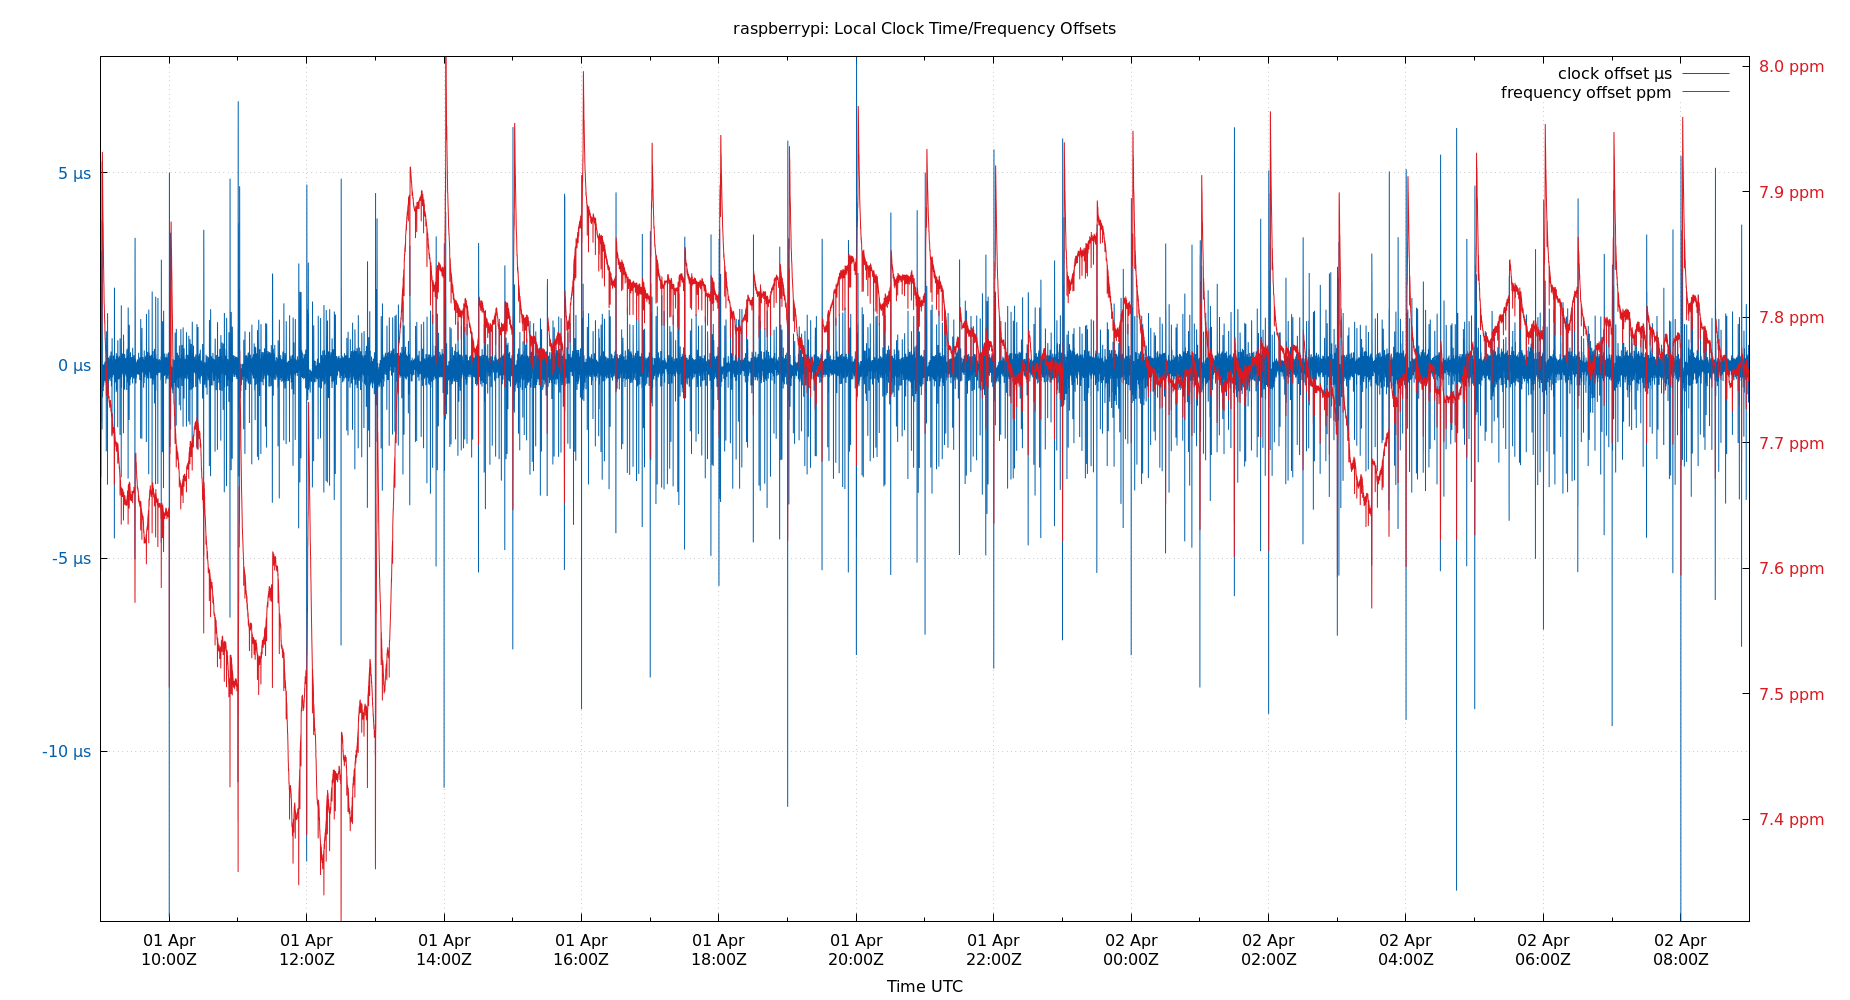 raspberrypi: Local Clock Time/Frequency Offsets
clock offset µs
frequency offset ppm
5 µs
0 µs
-5 µs
-10 µs
8.0 ppm
7.9 ppm
7.8 ppm
7.7 ppm
7.6 ppm
7.5 ppm
7.4 ppm
01 Apr 01 Apr 01 Apr 01 Apr 01 Apr 01 Apr 01 Apr 02 Apr 02 Apr 02 Apr 02 Apr 02 Apr
10:00Z 12:00Z 14:00Z 16:00Z 18:00Z 20:00Z 22:00Z 00:00Z 02:00Z 04:00Z 06:00Z 08:00Z
Time UTC